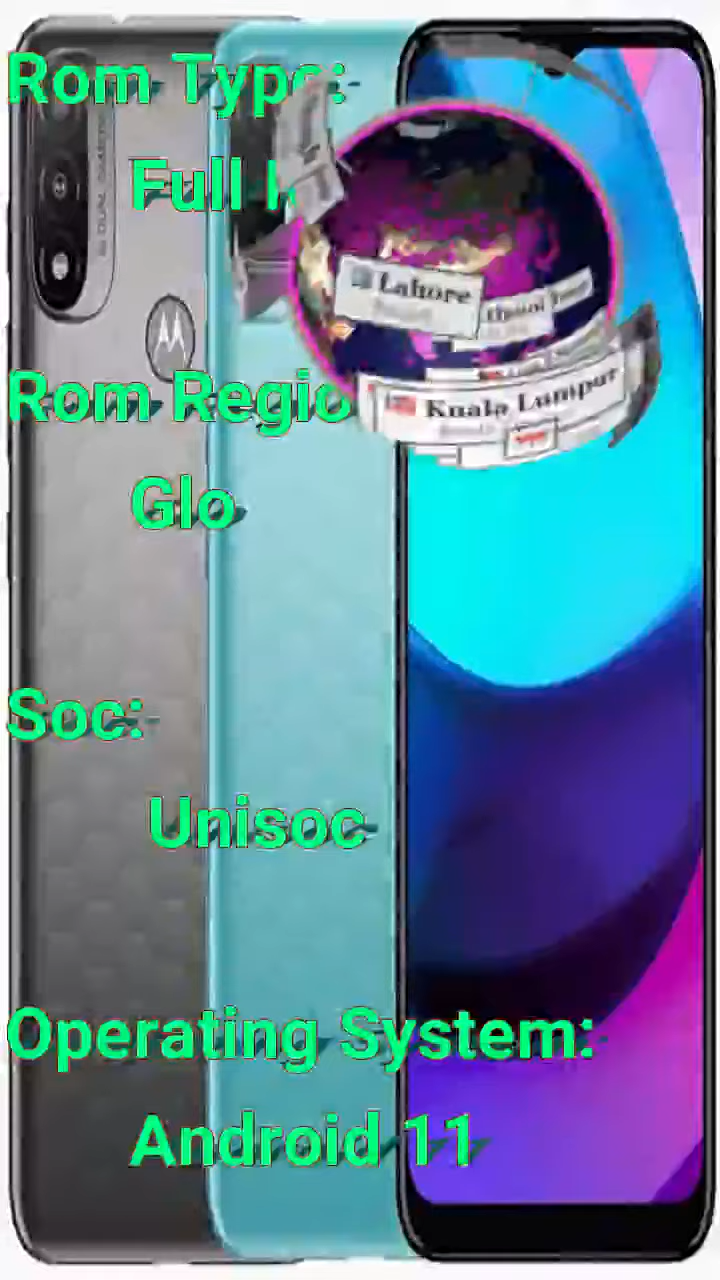 Rom Type:
Full
Rom Regio
Glo
Soc:
Unisoc
Operating System:
Android 11
Lahore
Kuala Lumpur